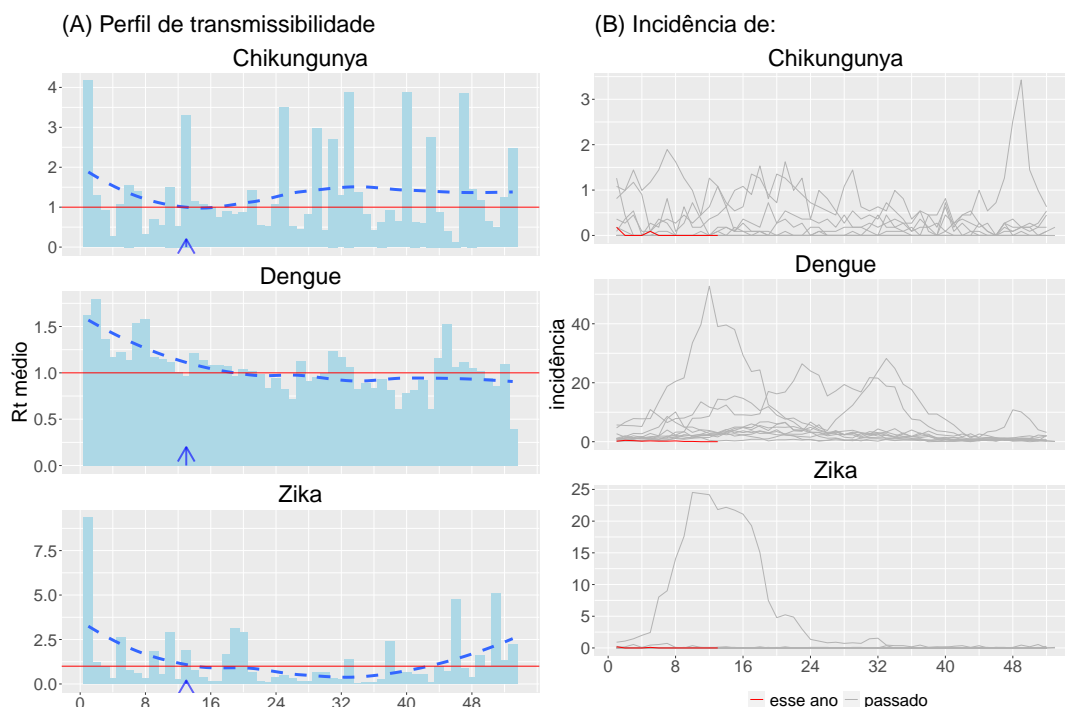 (A) Perfil de transmissibilidade
Chikungunya
4
3
2
1
0
Dengue
1.5
1.0
0.5
0.0
Zika
7.5
5.0
2.5
0.0
0 8 16 24 32 40 48
Rt médio
(B) Incidência de:
Chikungunya
3
2
1
0
Dengue
40
20
0
Zika
25
20
15
10
5
0
0 8 16 24 32 40 48
incidência
esse ano passado